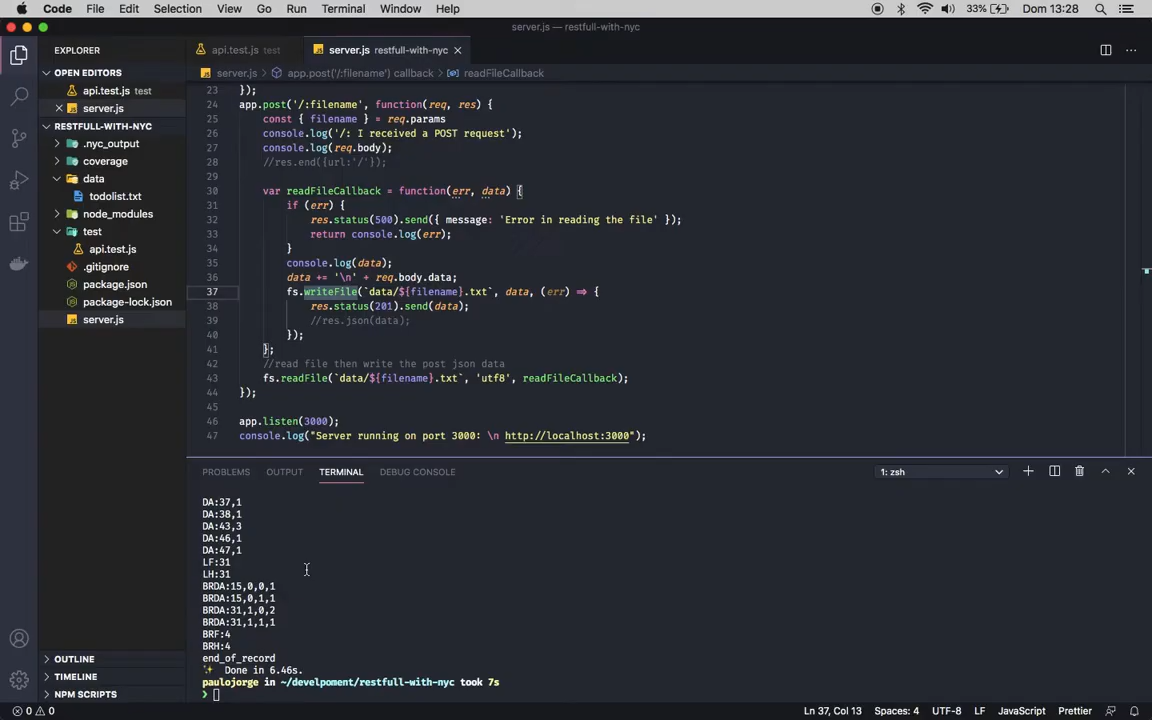 Code File Edit Selection View Go Run Terminal Window Help 33% Dom 13:28
server.js — restfull-with-nyc
EXPLORER
OPEN EDITORS
api.test.js test
server.js
RESTFULL-WITH-NYC
.nyc_output
coverage
data
todolist.txt
node_modules
test
api.test.js
.gitignore
package.json
package-lock.json
server.js
OUTLINE
TIMELINE
NPM SCRIPTS
api.test.js test server.js restfull-with-nyc
server.js app.post('/:filename') callback readFileCallback
23 });
24 app.post('/:filename', function(req, res) {
25 const { filename } = req.params
26 console.log('/: I received a POST request');
27 console.log(req.body);
28 //res.end({url:'/'});
29
30 var readFileCallback = function(err, data) {
31 if (err) {
32 res.status(500).send({ message: 'Error in reading the file' });
33 return console.log(err);
34 }
35 console.log(data);
36 data += '\n' + req.body.data;
37 fs.writeFile(`data/${filename}.txt`, data, (err) => {
38 res.status(201).send(data);
39 //res.json(data);
40 });
41 };
42 //read file then write the post json data
43 fs.readFile(`data/${filename}.txt`, 'utf8', readFileCallback);
44 });
45
46 app.listen(3000);
47 console.log("Server running on port 3000: \n http://localhost:3000");
PROBLEMS OUTPUT TERMINAL DEBUG CONSOLE 1: zsh
DA:37,1
DA:38,1
DA:43,3
DA:46,1
DA:47,1
LF:31
LH:31
BRDA:15,0,0,1
BRDA:15,0,1,1
BRDA:31,1,0,2
BRDA:31,1,1,1
BRF:4
BRH:4
end_of_record
✨ Done in 6.46s.
paulojorge in ~/develpoment/restfull-with-nyc took 7s
❯
0 0 Ln 37, Col 13 Spaces: 4 UTF-8 LF JavaScript Prettier